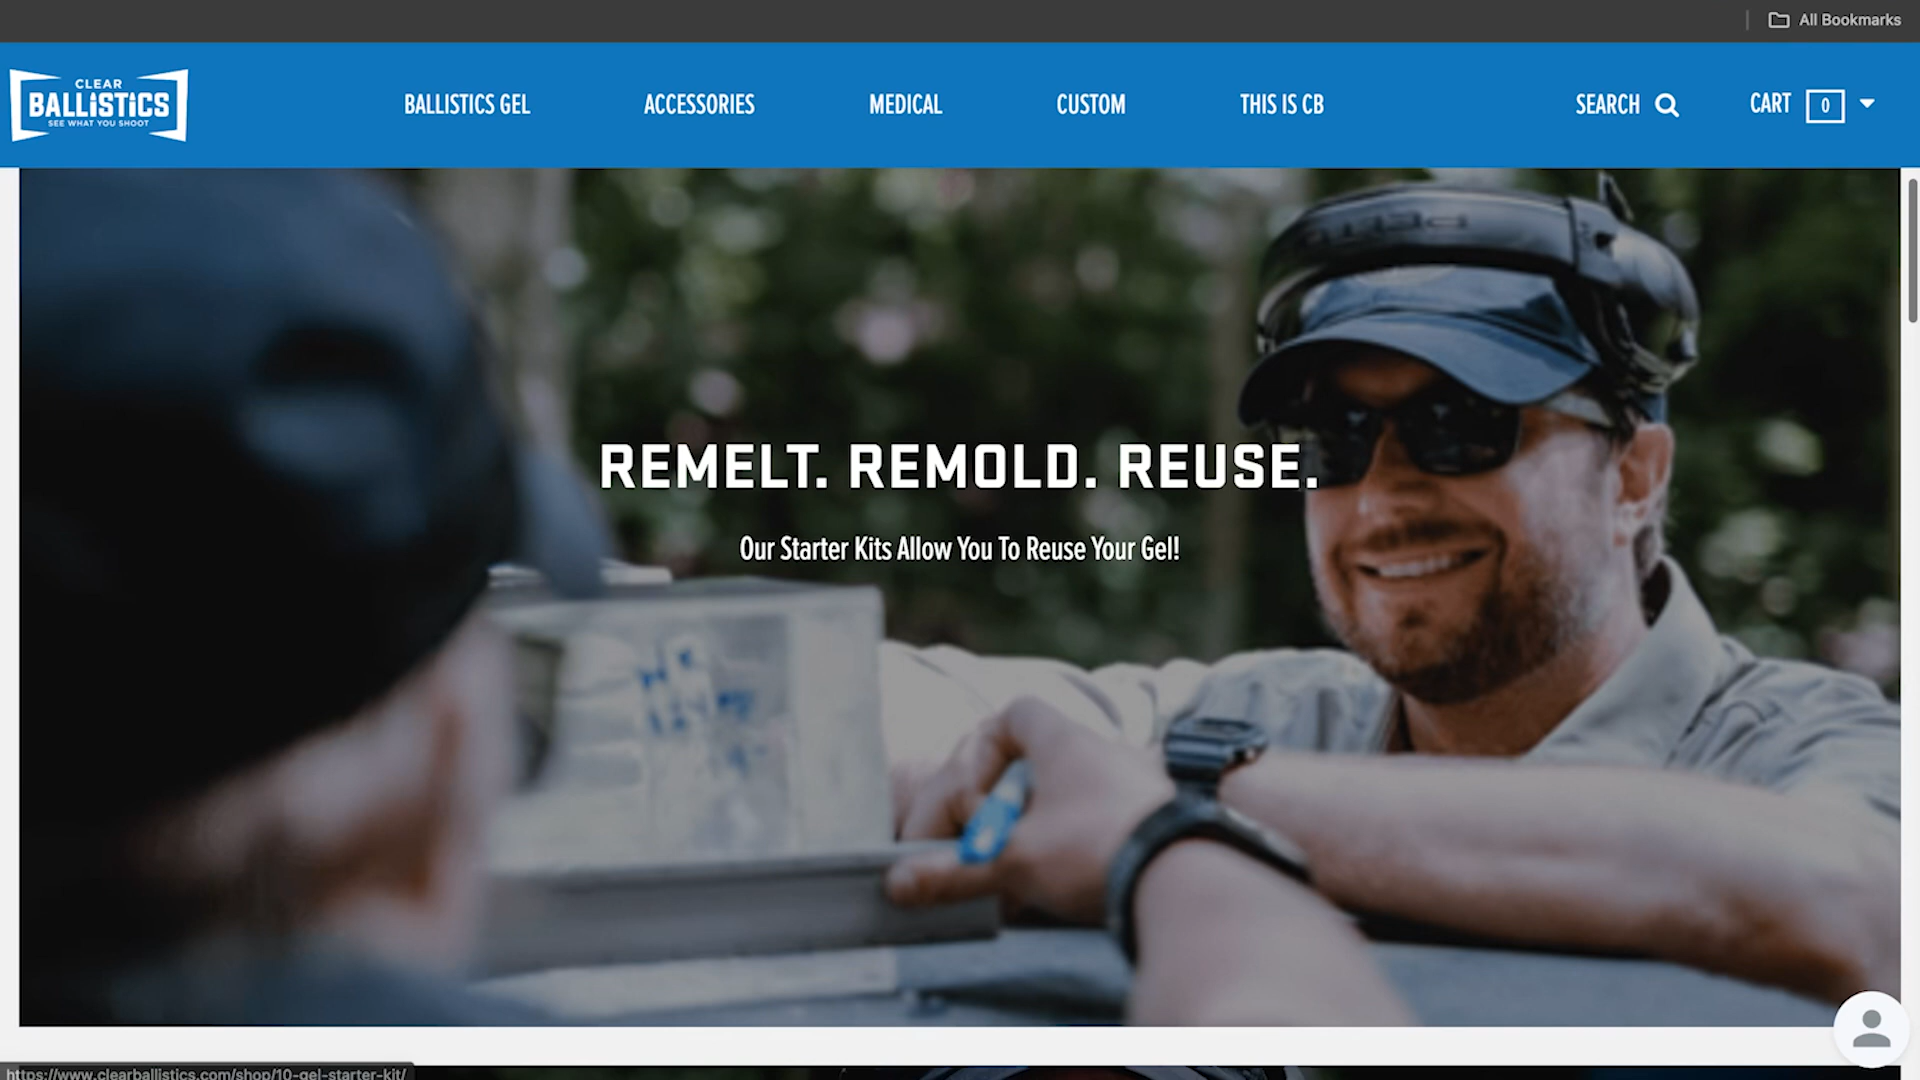 All Bookmarks
CLEAR
BALLISTICS
SEE WHAT YOU SHOOT
BALLISTICS GEL
ACCESSORIES
MEDICAL
CUSTOM
THIS IS CB
SEARCH
CART 0
REMELT. REMOLD. REUSE.
Our Starter Kits Allow You To Reuse Your Gel!
https://www.clearballistics.com/shop/10-gel-starter-kit/